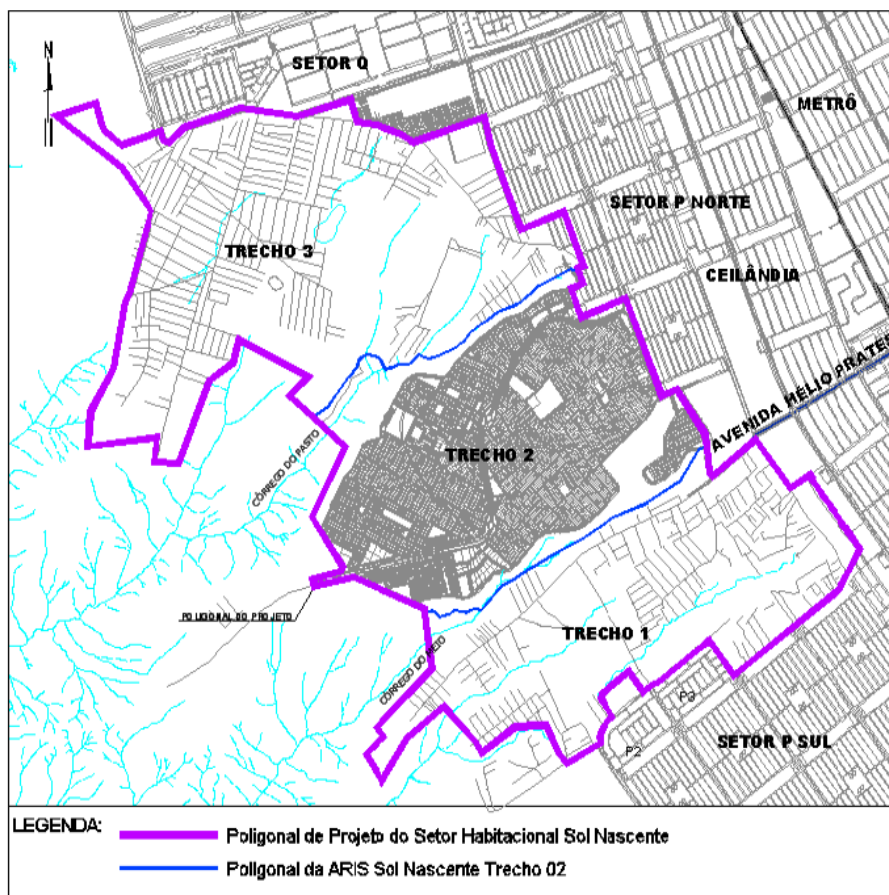 N
SETOR O
METRÔ
SETOR P NORTE
TRECHO 3
CEILÂNDIA
AVENIDA HÉLIO PRATES
CÓRREGO DO PASTO
TRECHO 2
POLIGONAL DO PROJETO
TRECHO 1
CÓRREGO DO MEIO
P3
P2
SETOR P SUL
LEGENDA:
Poligonal de Projeto do Setor Habitacional Sol Nascente
Poligonal da ARIS Sol Nascente Trecho 02